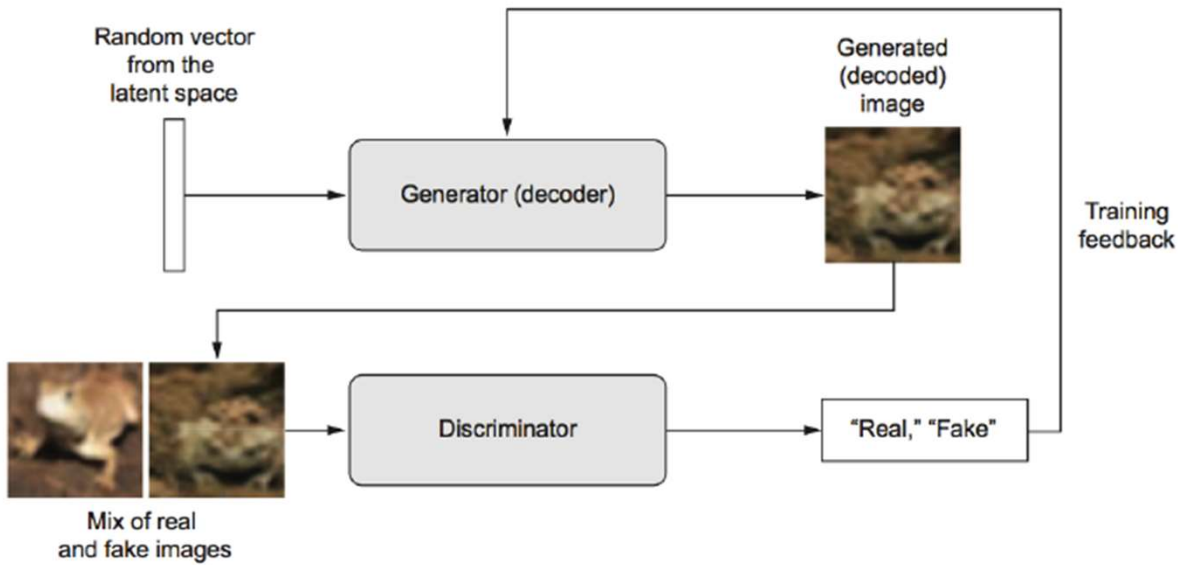 Random vector
from the
latent space
Generator (decoder)
Generated
(decoded)
image
Training
feedback
Mix of real
and fake images
Discriminator
“Real,” “Fake”